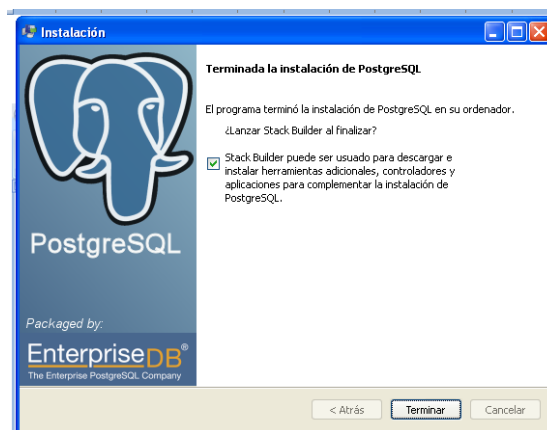 Instalación
Terminada la instalación de PostgreSQL
El programa terminó la instalación de PostgreSQL en su ordenador.
¿Lanzar Stack Builder al finalizar?
Stack Builder puede ser usado para descargar e
instalar herramientas adicionales, controladores y
aplicaciones para complementar la instalación de
PostgreSQL.
PostgreSQL
Packaged by:
EnterpriseDB®
The Enterprise PostgreSQL Company
< Atrás
Terminar
Cancelar